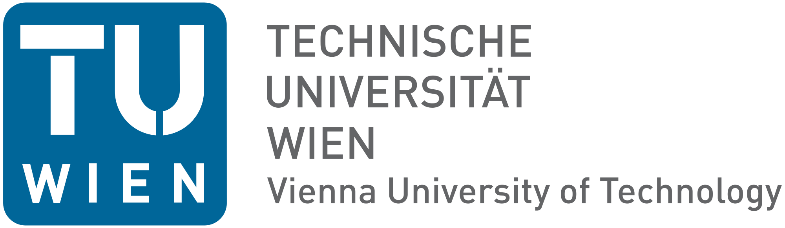 TU
WIEN
TECHNISCHE
UNIVERSITÄT
WIEN
Vienna University of Technology